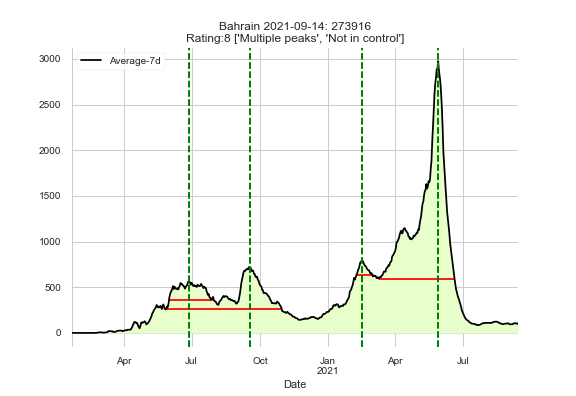 Bahrain 2021-09-14: 273916
Rating:8 ['Multiple peaks', 'Not in control']
Average-7d
3000
2500
2000
1500
1000
500
0
Apr
Jul
Oct
Jan
2021
Apr
Jul
Date